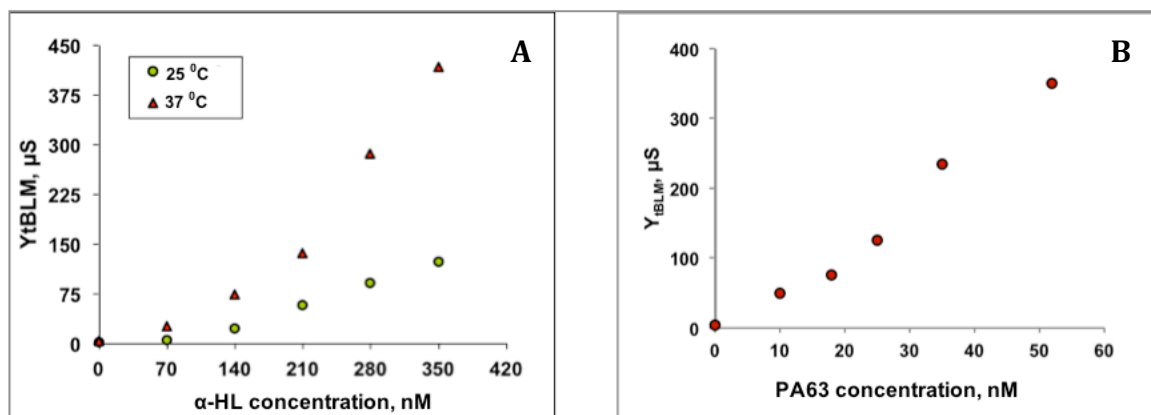 A
450
375
300
225
150
75
0
YtBLM, µS
25 ⁰C
37 ⁰C
0 70 140 210 280 350 420
α-HL concentration, nM
B
400
300
200
100
0
YtBLM, µS
0 10 20 30 40 50 60
PA63 concentration, nM